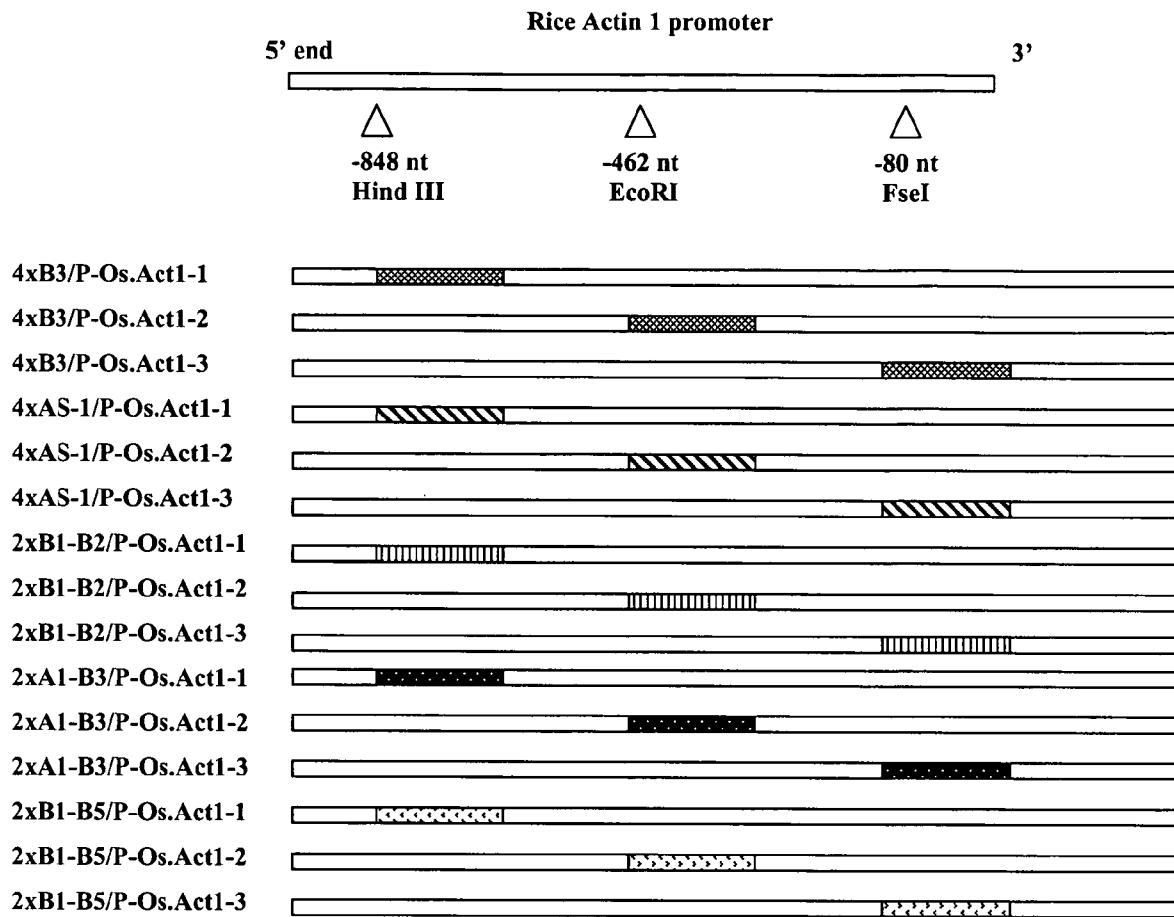 Rice Actin 1 promoter
5’ end
3’
-848 nt
Hind III
-462 nt
EcoRI
-80 nt
FseI
4xB3/P-Os.Act1-1
4xB3/P-Os.Act1-2
4xB3/P-Os.Act1-3
4xAS-1/P-Os.Act1-1
4xAS-1/P-Os.Act1-2
4xAS-1/P-Os.Act1-3
2xB1-B2/P-Os.Act1-1
2xB1-B2/P-Os.Act1-2
2xB1-B2/P-Os.Act1-3
2xA1-B3/P-Os.Act1-1
2xA1-B3/P-Os.Act1-2
2xA1-B3/P-Os.Act1-3
2xB1-B5/P-Os.Act1-1
2xB1-B5/P-Os.Act1-2
2xB1-B5/P-Os.Act1-3